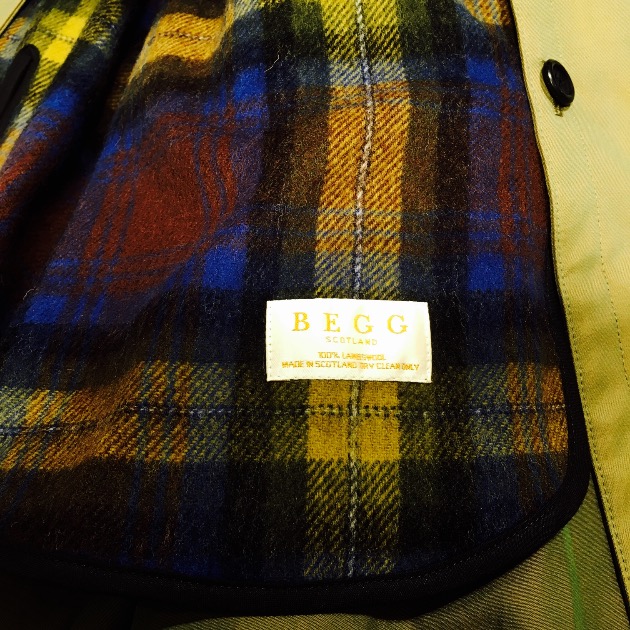 BEGG
SCOTLAND
100% LAMBSWOOL
MADE IN SCOTLAND DRY CLEAN ONLY